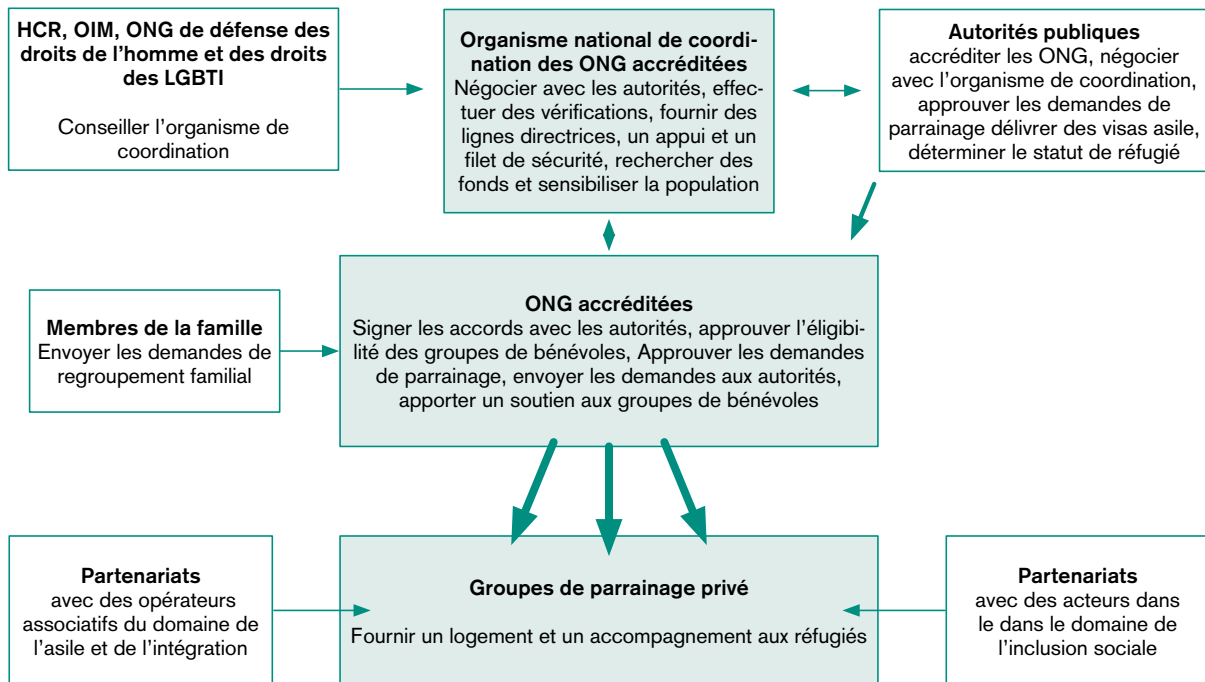 HCR, OIM, ONG de défense des
droits de l'homme et des droits
des LGBTI
Conseiller l'organisme de
coordination
Organisme national de coordi-
nation des ONG accréditées
Négocier avec les autorités, effec-
tuer des vérifications, fournir des
lignes directrices, un appui et un
filet de sécurité, rechercher des
fonds et sensibiliser la population
Autorités publiques
accréditer les ONG, négocier
avec l'organisme de coordination,
approuver les demandes de
parrainage délivrer des visas asile,
déterminer le statut de réfugié
Membres de la famille
Envoyer les demandes de
regroupement familial
ONG accréditées
Signer les accords avec les autorités, approuver l'éligibi-
lité des groupes de bénévoles, Approuver les demandes
de parrainage, envoyer les demandes aux autorités,
apporter un soutien aux groupes de bénévoles
Partenariats
avec des opérateurs
associatifs du domaine de
l'asile et de l'intégration
Groupes de parrainage privé
Fournir un logement et un accompagnement aux réfugiés
Partenariats
avec des acteurs dans
le dans le domaine de
l'inclusion sociale